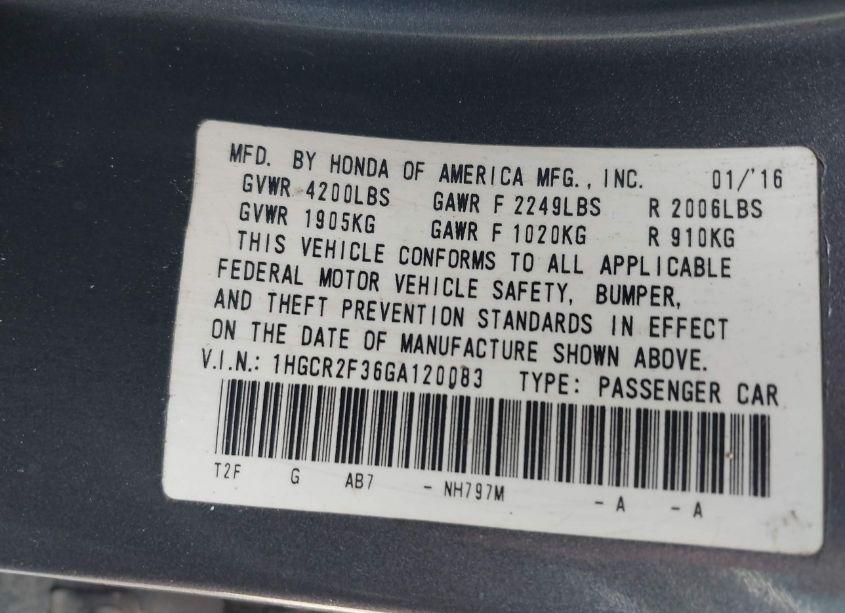 MFD. BY HONDA OF AMERICA MFG., INC. 01/'16
GVWR 4200LBS GAWR F 2249LBS R 2006LBS
GVWR 1905KG GAWR F 1020KG R 910KG
THIS VEHICLE CONFORMS TO ALL APPLICABLE
FEDERAL MOTOR VEHICLE SAFETY, BUMPER,
AND THEFT PREVENTION STANDARDS IN EFFECT
ON THE DATE OF MANUFACTURE SHOWN ABOVE.
V.I.N.: 1HGCR2F36GA120083 TYPE: PASSENGER CAR
T2F G AB7 - NH797M - A - A